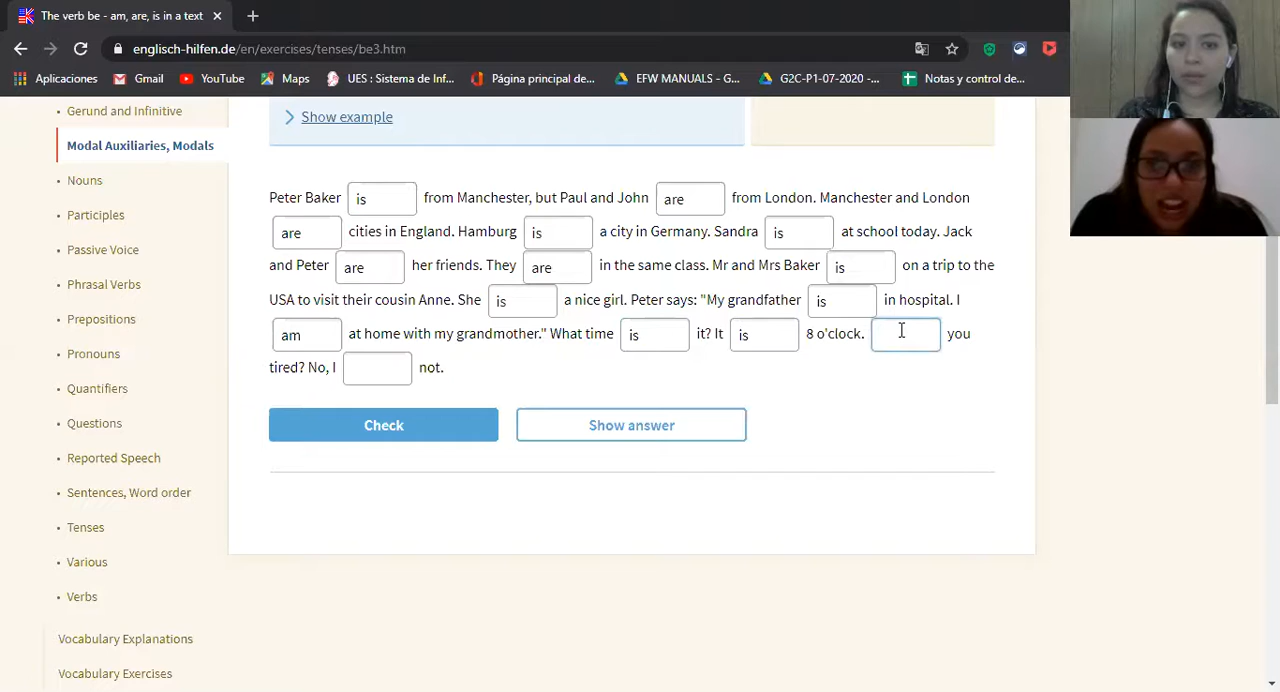 The verb be - am, are, is in a text
englisch-hilfen.de/en/exercises/tenses/be3.htm
Aplicaciones Gmail YouTube Maps UES : Sistema de Inf... Página principal de... EFW MANUALS - G... G2C-P1-07-2020 -... Notas y control de...
Gerund and Infinitive
Modal Auxiliaries, Modals
Nouns
Participles
Passive Voice
Phrasal Verbs
Prepositions
Pronouns
Quantifiers
Questions
Reported Speech
Sentences, Word order
Tenses
Various
Verbs
Vocabulary Explanations
Vocabulary Exercises
Show example
Peter Baker is from Manchester, but Paul and John are from London. Manchester and London
are cities in England. Hamburg is a city in Germany. Sandra is at school today. Jack
and Peter are her friends. They are in the same class. Mr and Mrs Baker is on a trip to the
USA to visit their cousin Anne. She is a nice girl. Peter says: "My grandfather is in hospital. I
am at home with my grandmother." What time is it? It is 8 o'clock. you
tired? No, I not.
Check Show answer